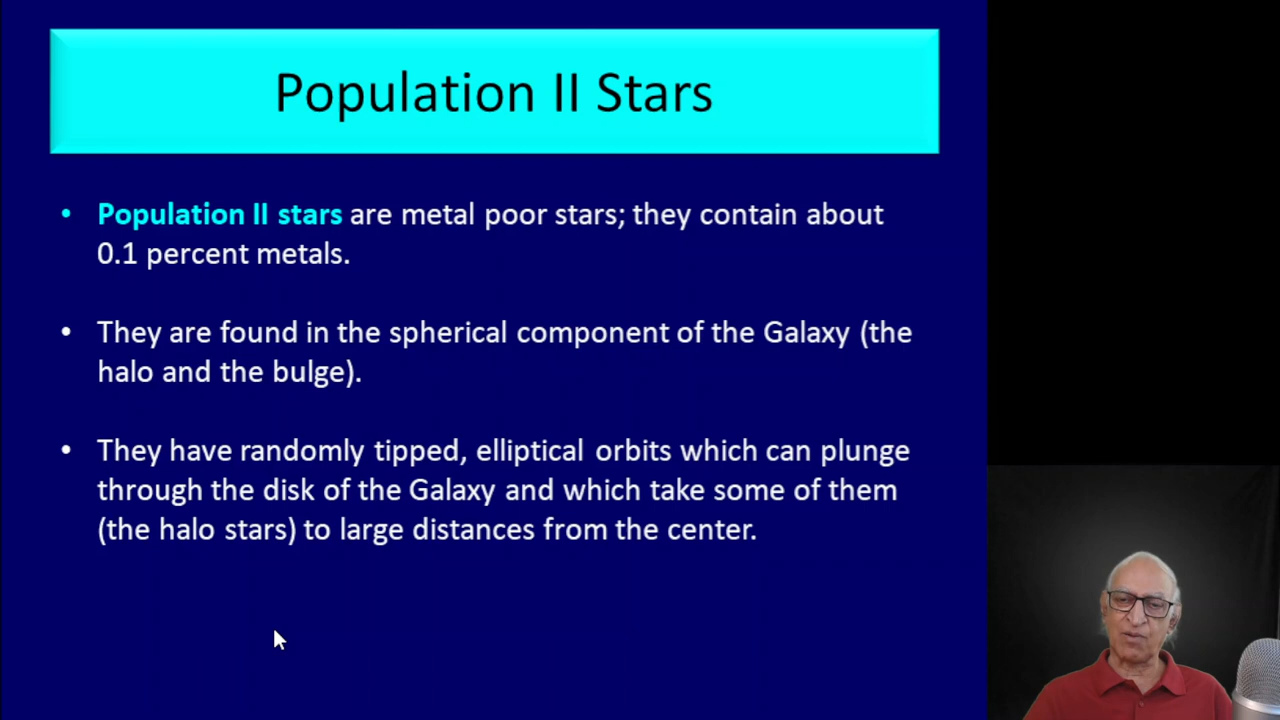 Population II Stars
• Population II stars are metal poor stars; they contain about
0.1 percent metals.
• They are found in the spherical component of the Galaxy (the
halo and the bulge).
• They have randomly tipped, elliptical orbits which can plunge
through the disk of the Galaxy and which take some of them
(the halo stars) to large distances from the center.